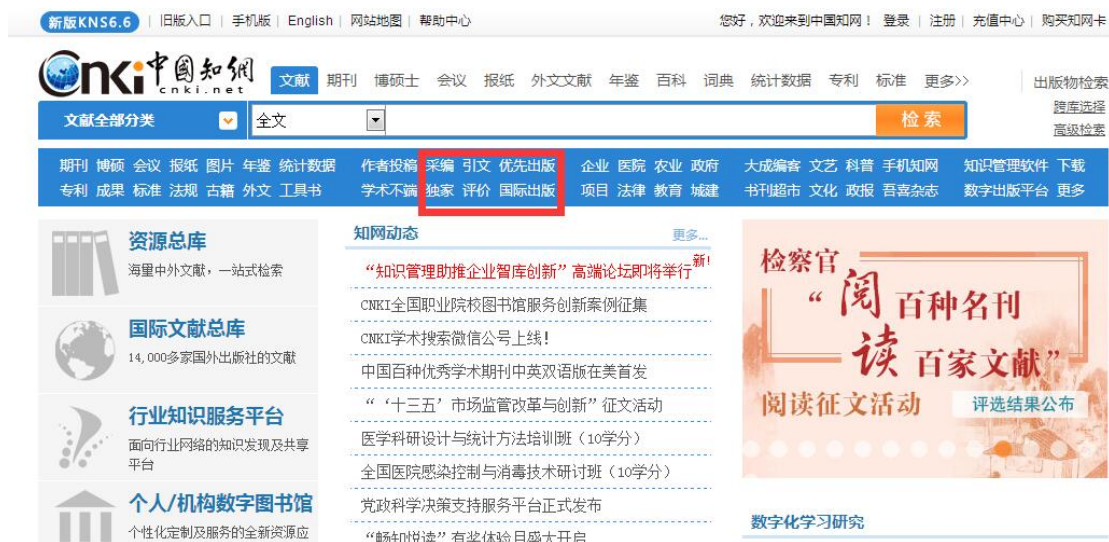 新版KNS6.6 | 旧版入口 | 手机版 | English | 网站地图 | 帮助中心
您好，欢迎来到中国知网！ 登录 | 注册 | 充值中心 | 购买知网卡
cnki中国知网
cnki.net
文献 期刊 博硕士 会议 报纸 外文文献 年鉴 百科 词典 统计数据 专利 标准 更多>>
出版物检索
跨库选择
高级检索
文献全部分类 全文 检索
期刊 博硕 会议 报纸 图片 年鉴 统计数据 作者投稿 采编 引文 优先出版 企业 医院 农业 政府 大成编客 文艺 科普 手机知网 知识管理软件 下载
专利 成果 标准 法规 古籍 外文 工具书 学术不端 独家 评价 国际出版 项目 法律 教育 城建 书刊超市 文化 政报 吾喜杂志 数字出版平台 更多
资源总库
海量中外文献，一站式检索
国际文献总库
14,000多家国外出版社的文献
行业知识服务平台
面向行业网络的知识发现及共享
平台
个人/机构数字图书馆
个性化定制及服务的全新资源应
知网动态 更多...
“知识管理助推企业智库创新”高端论坛即将举行 新!
CNKI全国职业院校图书馆服务创新案例征集
CNKI学术搜索微信公号上线！
中国百种优秀学术期刊中英双语版在美首发
“‘十三五’市场监管改革与创新”征文活动
医学科研设计与统计方法培训班（10学分）
全国医院感染控制与消毒技术研讨班（10学分）
党政科学决策支持服务平台正式发布
“畅知悦读”有奖体验月盛大开启
检察官
“阅百种名刊
读百家文献”
阅读征文活动 评选结果公布
数字化学习研究